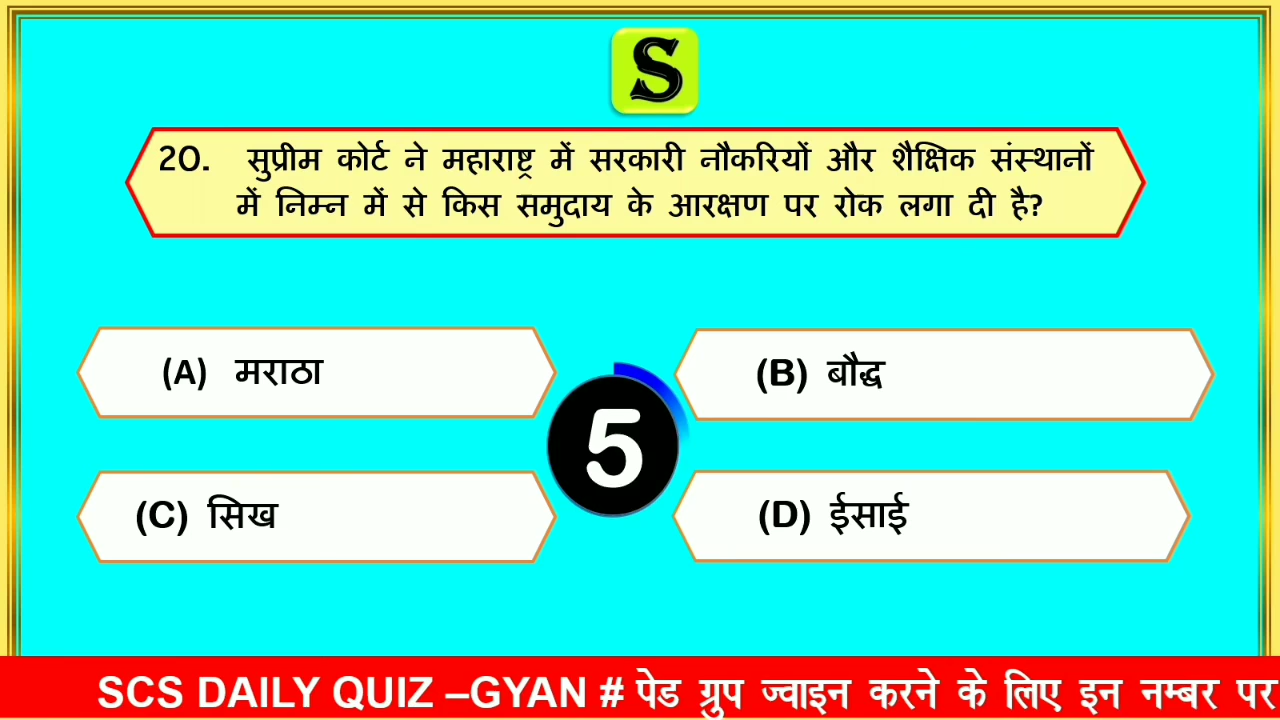 S
20. सुप्रीम कोर्ट ने महाराष्ट्र में सरकारी नौकरियों और शैक्षिक संस्थानों
में निम्न में से किस समुदाय के आरक्षण पर रोक लगा दी है?
(A) मराठा
(B) बौद्ध
5
(C) सिख
(D) ईसाई
SCS DAILY QUIZ –GYAN # पेड ग्रुप ज्वाइन करने के लिए इन नम्बर पर